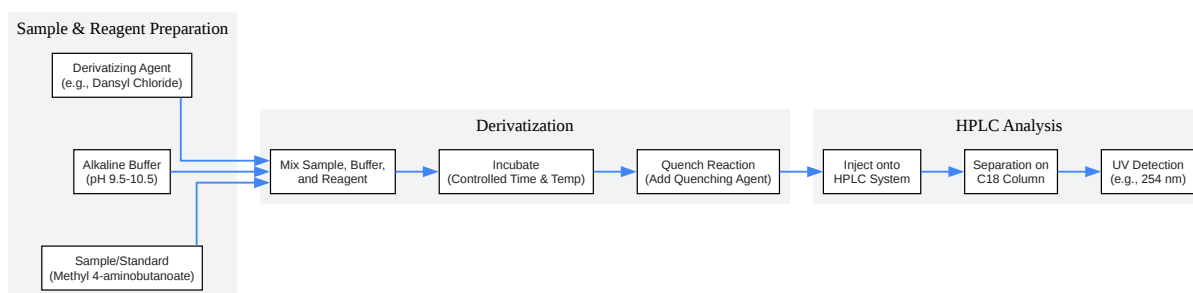 Sample & Reagent Preparation
Derivatizing Agent
(e.g., Dansyl Chloride)
Alkaline Buffer
(pH 9.5-10.5)
Sample/Standard
(Methyl 4-aminobutanoate)
Derivatization
Mix Sample, Buffer,
and Reagent
Incubate
(Controlled Time & Temp)
Quench Reaction
(Add Quenching Agent)
HPLC Analysis
Inject onto
HPLC System
Separation on
C18 Column
UV Detection
(e.g., 254 nm)